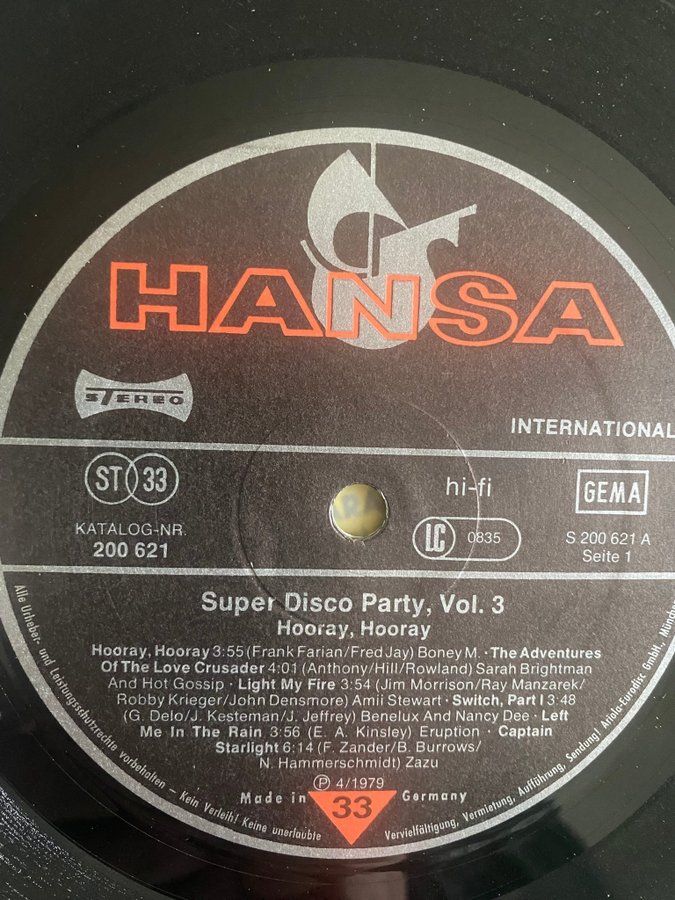 HANSA
STEREO
INTERNATIONAL
ST 33
hi-fi
GEMA
KATALOG-NR.
200 621
LC 0835
S 200 621 A
Seite 1
Super Disco Party, Vol. 3
Hooray, Hooray
Hooray, Hooray 3:55 (Frank Farian/Fred Jay) Boney M. · The Adventures
Of The Love Crusader 4:01 (Anthony/Hill/Rowland) Sarah Brightman
And Hot Gossip · Light My Fire 3:54 (Jim Morrison/Ray Manzarek/
Robby Krieger/John Densmore) Amii Stewart · Switch, Part I 3:48
(G. Delo/J. Kesteman/J. Jeffrey) Benelux And Nancy Dee · Left
Me In The Rain 3:56 (E. A. Kinsley) Eruption · Captain
Starlight 6:14 (F. Zander/B. Burrows/
N. Hammerschmidt) Zazu
Ⓟ 4/1979
Made in Germany
33
Alle Urheber- und Leistungsschutzrechte vorbehalten – Kein Verleih! Keine unerlaubte Vervielfältigung, Vermietung, Aufführung, Sendung! Ariola-Eurodisc GmbH, München